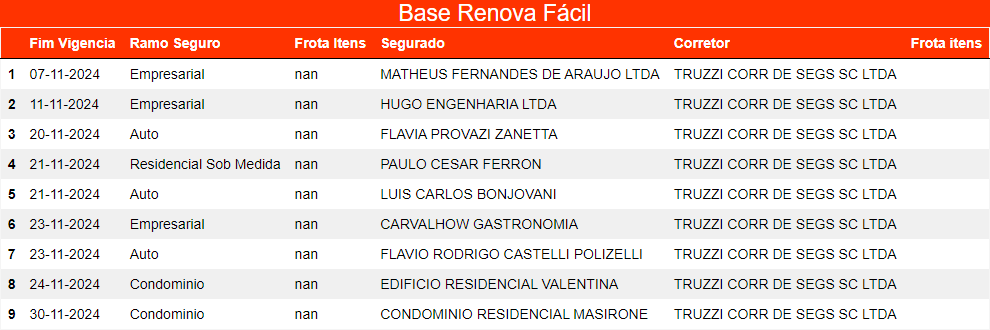 Base Renova Fácil
Fim Vigencia Ramo Seguro Frota Itens Segurado Corretor Frota itens
1 07-11-2024 Empresarial nan MATHEUS FERNANDES DE ARAUJO LTDA TRUZZI CORR DE SEGS SC LTDA
2 11-11-2024 Empresarial nan HUGO ENGENHARIA LTDA TRUZZI CORR DE SEGS SC LTDA
3 20-11-2024 Auto nan FLAVIA PROVAZI ZANETTA TRUZZI CORR DE SEGS SC LTDA
4 21-11-2024 Residencial Sob Medida nan PAULO CESAR FERRON TRUZZI CORR DE SEGS SC LTDA
5 21-11-2024 Auto nan LUIS CARLOS BONJOVANI TRUZZI CORR DE SEGS SC LTDA
6 23-11-2024 Empresarial nan CARVALHOW GASTRONOMIA TRUZZI CORR DE SEGS SC LTDA
7 23-11-2024 Auto nan FLAVIO RODRIGO CASTELLI POLIZELLI TRUZZI CORR DE SEGS SC LTDA
8 24-11-2024 Condominio nan EDIFICIO RESIDENCIAL VALENTINA TRUZZI CORR DE SEGS SC LTDA
9 30-11-2024 Condominio nan CONDOMINIO RESIDENCIAL MASIRONE TRUZZI CORR DE SEGS SC LTDA